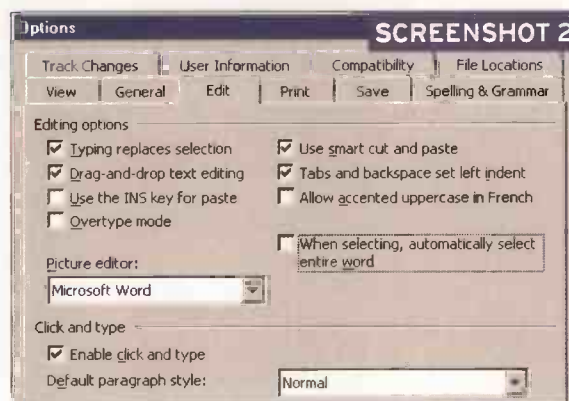 Options
SCREENSHOT 2
Track Changes User Information Compatibility File Locations
View General Edit Print Save Spelling & Grammar
Editing options
Typing replaces selection
Drag-and-drop text editing
Use the INS key for paste
Overtype mode
Use smart cut and paste
Tabs and backspace set left indent
Allow accented uppercase in French
When selecting, automatically select
entire word
Picture editor:
Microsoft Word
Click and type
Enable click and type
Default paragraph style:
Normal